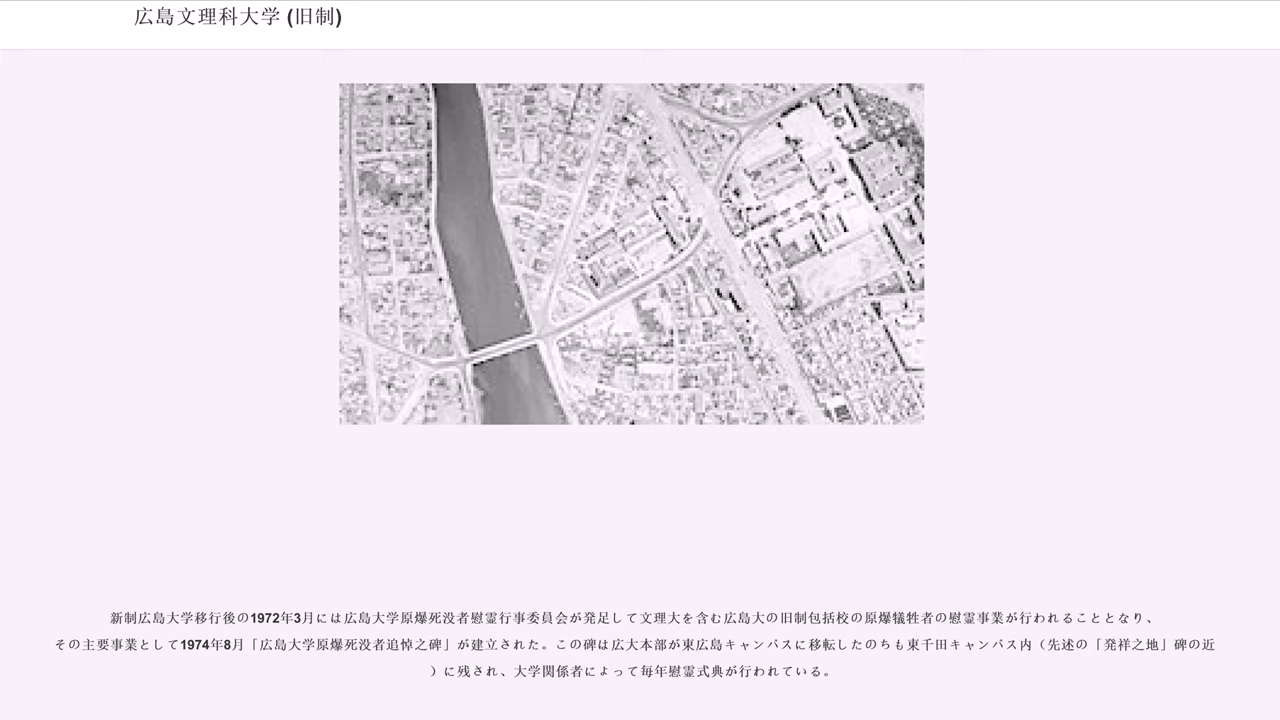 広島文理科大学 (旧制)
新制広島大学移行後の1972年3月には広島大学原爆死没者慰霊行事委員会が発足して文理大を含む広島大の旧制包括校の原爆犠牲者の慰霊事業が行われることとなり、
その主要事業として1974年8月「広島大学原爆死没者追悼之碑」が建立された。この碑は広大本部が東広島キャンパスに移転したのちも東千田キャンパス内（先述の「発祥之地」碑の近
）に残され、大学関係者によって毎年慰霊式典が行われている。